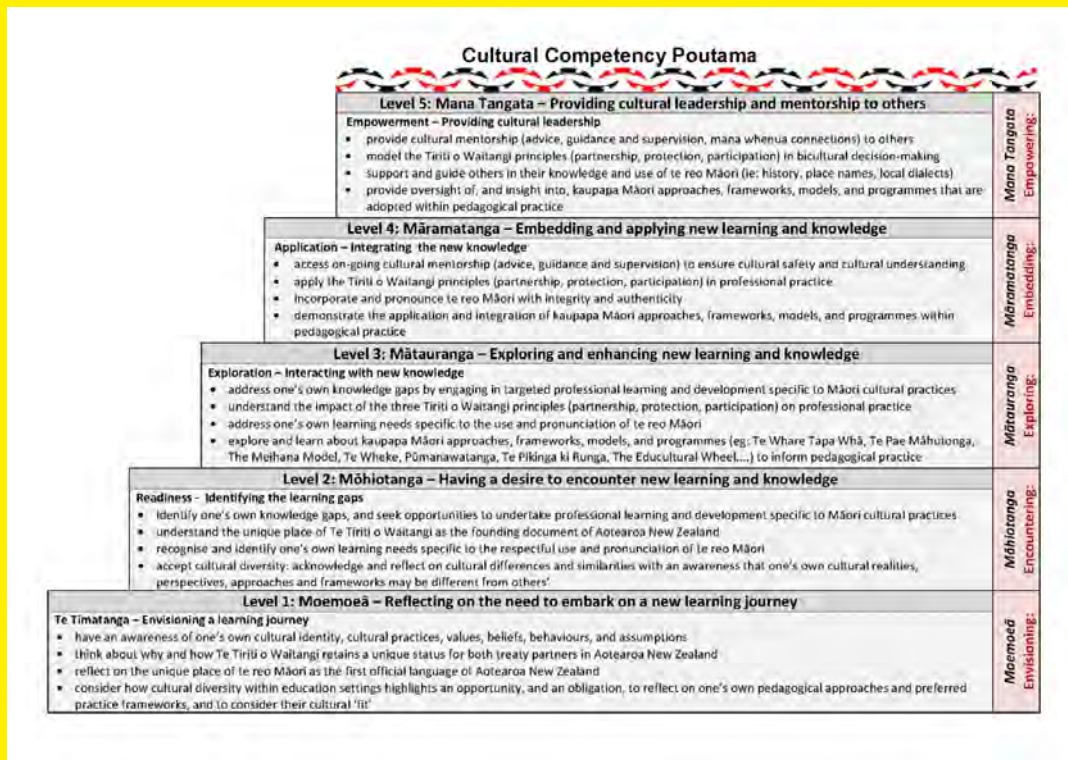 Cultural Competency Poutama
Level 5: Mana Tangata – Providing cultural leadership and mentorship to others
Empowerment – Providing cultural leadership
• provide cultural mentorship (advice, guidance and supervision, mana whenua connections) to others
• model the Tiriti o Waitangi principles (partnership, protection, participation) in bicultural decision-making
• support and guide others in their knowledge and use of te reo Māori (ie: history, place names, local dialects)
• provide oversight of, and insight into, kaupapa Māori approaches, frameworks, models, and programmes that are
adopted within pedagogical practice
Mana Tangata
Empowering:
Level 4: Māramatanga – Embedding and applying new learning and knowledge
Application – Integrating the new knowledge
• access on-going cultural mentorship (advice, guidance and supervision) to ensure cultural safety and cultural understanding
• apply the Tiriti o Waitangi principles (partnership, protection, participation) in professional practice
• incorporate and pronounce te reo Māori with integrity and authenticity
• demonstrate the application and integration of kaupapa Māori approaches, frameworks, models, and programmes within
pedagogical practice
Māramatanga
Embedding:
Level 3: Mātauranga – Exploring and enhancing new learning and knowledge
Exploration – Interacting with new knowledge
• address one's own knowledge gaps by engaging in targeted professional learning and development specific to Māori cultural practices
• understand the impact of the three Tiriti o Waitangi principles (partnership, protection, participation) on professional practice
• address one's own learning needs specific to the use and pronunciation of te reo Māori
• explore and learn about kaupapa Māori approaches, frameworks, models, and programmes (eg: Te Whare Tapa Whā, Te Pae Māhutonga,
The Meihana Model, Te Wheke, Pūmanawatanga, Te Pikinga ki Runga, The Educultural Wheel....) to inform pedagogical practice
Mātauranga
Exploring:
Level 2: Mōhiotanga – Having a desire to encounter new learning and knowledge
Readiness - Identifying the learning gaps
• Identify one's own knowledge gaps, and seek opportunities to undertake professional learning and development specific to Māori cultural practices
• understand the unique place of Te Tiriti o Waitangi as the founding document of Aotearoa New Zealand
• recognise and identify one's own learning needs specific to the respectful use and pronunciation of te reo Māori
• accept cultural diversity: acknowledge and reflect on cultural differences and similarities with an awareness that one's own cultural realities,
perspectives, approaches and frameworks may be different from others'
Mōhiotanga
Encountering:
Level 1: Moemoeā – Reflecting on the need to embark on a new learning journey
Te Timatanga – Envisioning a learning journey
• have an awareness of one's own cultural identity, cultural practices, values, beliefs, behaviours, and assumptions
• think about why and how Te Tiriti o Waitangi retains a unique status for both treaty partners in Aotearoa New Zealand
• reflect on the unique place of te reo Māori as the first official language of Aotearoa New Zealand
• consider how cultural diversity within education settings highlights an opportunity, and an obligation, to reflect on one's own pedagogical approaches and preferred
practice frameworks, and to consider their cultural 'fit'
Moemoeā
Envisioning: